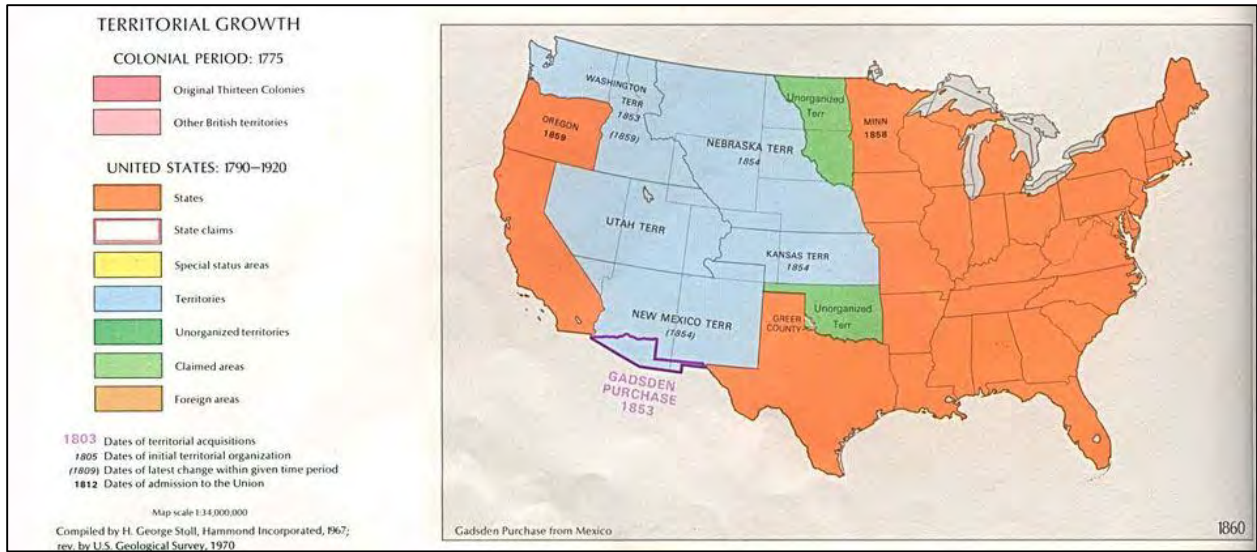 TERRITORIAL GROWTH
COLONIAL PERIOD: 1775
Original Thirteen Colonies
Other British territories
UNITED STATES: 1790—1920
States
State claims
Special status areas
Territories
Unorganized territories
Claimed areas
Foreign areas
1803 Dates of territorial acquisitions
1805 Dates of initial territorial organization
(1809) Dates of latest change within given time period
1812 Dates of admission to the Union
Map scale 1:34,000,000
Compiled by H. George Stoll, Hammond Incorporated, 1967;
rev. by U.S. Geological Survey, 1970
WASHINGTON
TERR
1853
(1859)
OREGON
1859
NEBRASKA TERR
1854
Unorganized
Terr
MINN
1858
UTAH TERR
KANSAS TERR
1854
NEW MEXICO TERR
(1854)
GREER
COUNTY
Unorganized
Terr
GADSDEN
PURCHASE
1853
Gadsden Purchase from Mexico
1860